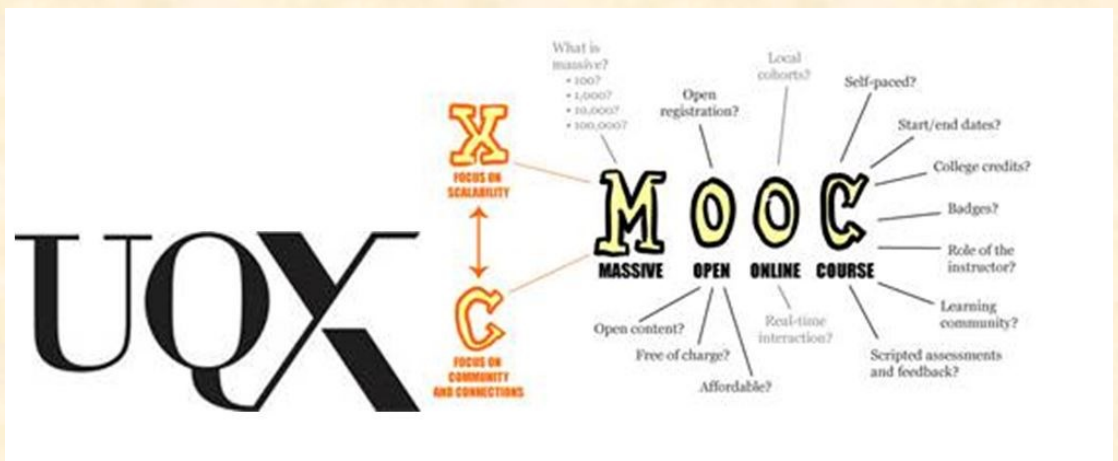 UQX
X
FOCUS ON
SCALABILITY
C
FOCUS ON
COMMUNITY
AND CONNECTIONS
What is
massive?
• 100?
• 1,000?
• 10,000?
• 100,000?
Open
registration?
Local
cohorts?
Self-paced?
Start/end dates?
College credits?
Badges?
Role of the
instructor?
Learning
community?
Scripted assessments
and feedback?
MOOC
MASSIVE OPEN ONLINE COURSE
Open content?
Free of charge?
Affordable?
Real-time
interaction?